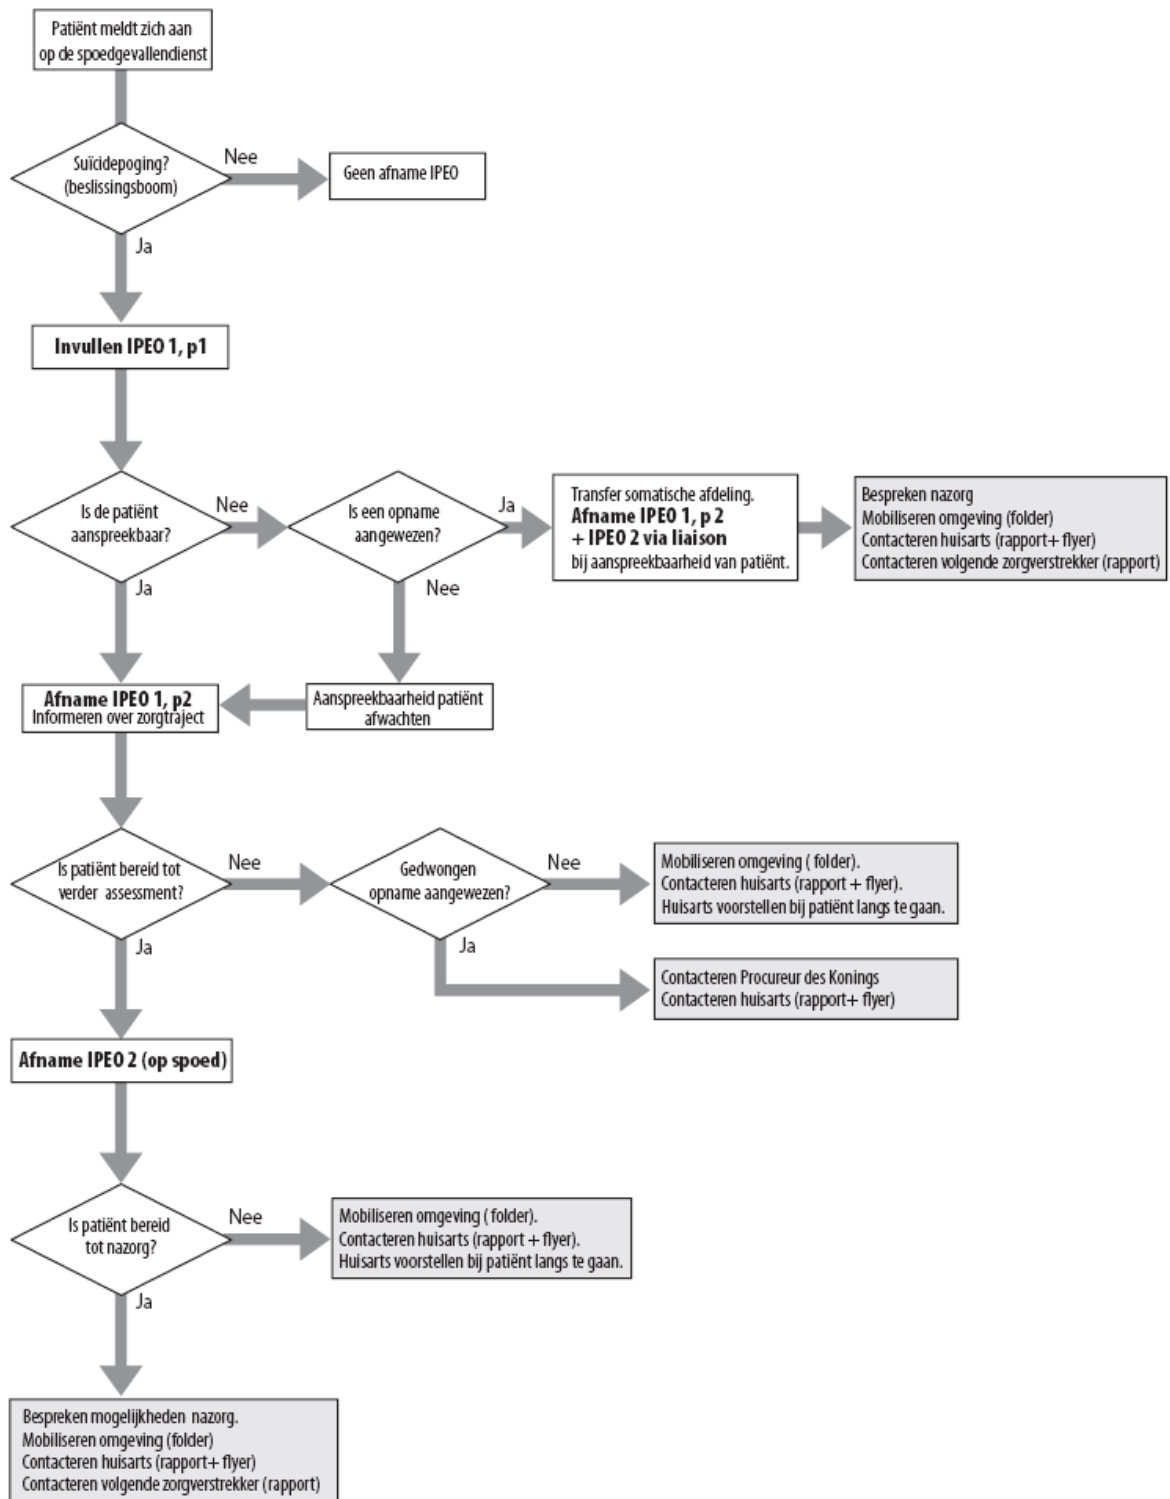 Patiënt meldt zich aan
op de spoedgevallendienst
Suïcidepoging?
(beslissingsboom)
Nee
Geen afname IPEO
Ja
Invullen IPEO 1, p1
Is de patiënt
aanspreekbaar?
Nee
Is een opname
aangewezen?
Ja
Transfer somatische afdeling.
Afname IPEO 1, p 2
+ IPEO 2 via liaison
bij aanspreekbaarheid van patiënt.
Bespreken nazorg
Mobiliseren omgeving (folder)
Contacteren huisarts (rapport+ flyer)
Contacteren volgende zorgverstrekker (rapport)
Ja
Nee
Afname IPEO 1, p2
Informeren over zorgtraject
Aanspreekbaarheid patiënt
afwachten
Is patiënt bereid tot
verder assessment?
Nee
Gedwongen
opname aangewezen?
Nee
Mobiliseren omgeving ( folder).
Contacteren huisarts (rapport + flyer).
Huisarts voorstellen bij patiënt langs te gaan.
Ja
Ja
Contacteren Procureur des Konings
Contacteren huisarts (rapport+ flyer)
Afname IPEO 2 (op spoed)
Is patiënt bereid
tot nazorg?
Nee
Mobiliseren omgeving ( folder).
Contacteren huisarts (rapport + flyer).
Huisarts voorstellen bij patiënt langs te gaan.
Ja
Bespreken mogelijkheden nazorg.
Mobiliseren omgeving (folder)
Contacteren huisarts (rapport+ flyer)
Contacteren volgende zorgverstrekker (rapport)